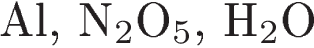 Al, N₂O₅, H₂O